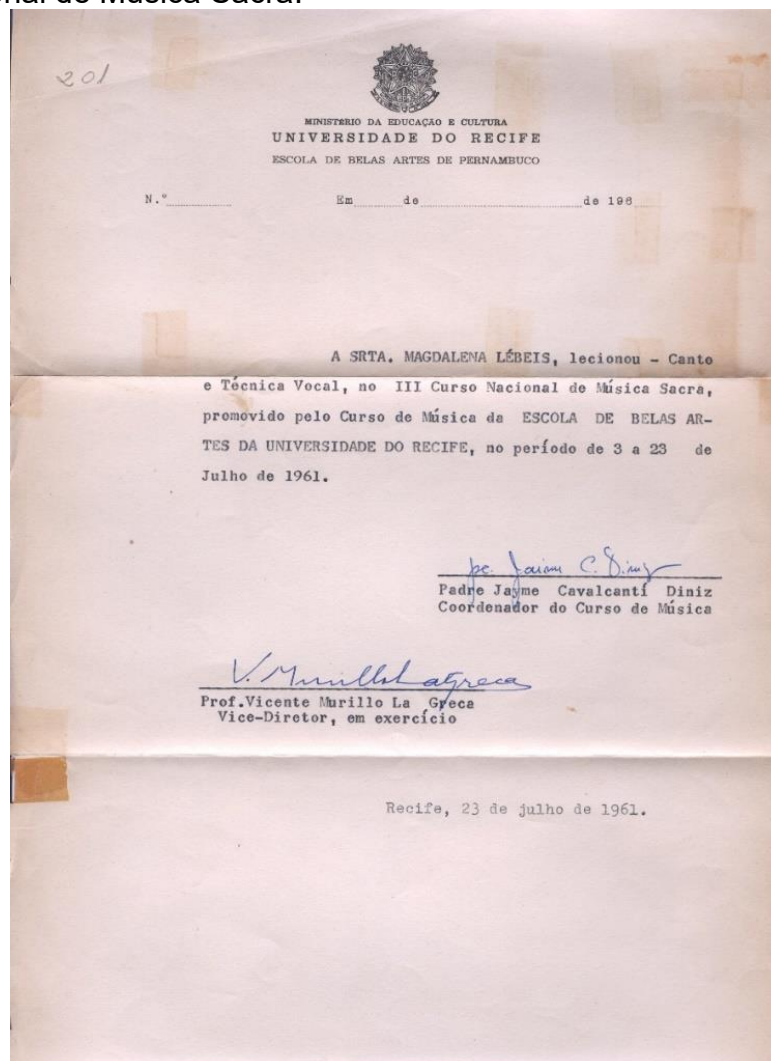 nal de Música Sacra.
201
MINISTÉRIO DA EDUCAÇÃO E CULTURA
UNIVERSIDADE DO RECIFE
ESCOLA DE BELAS ARTES DE PERNAMBUCO
N.° Em de de 196
A SRTA. MAGDALENA LÉBEIS, lecionou - Canto
e Técnica Vocal, no III Curso Nacional de Música Sacra,
promovido pelo Curso de Música da ESCOLA DE BELAS AR-
TES DA UNIVERSIDADE DO RECIFE, no período de 3 a 23 de
Julho de 1961.
pe. Jaime C. Diniz
Padre Jayme Cavalcanti Diniz
Coordenador do Curso de Música
V. Murillo La Greca
Prof.Vicente Murillo La Greca
Vice-Diretor, em exercício
Recife, 23 de julho de 1961.